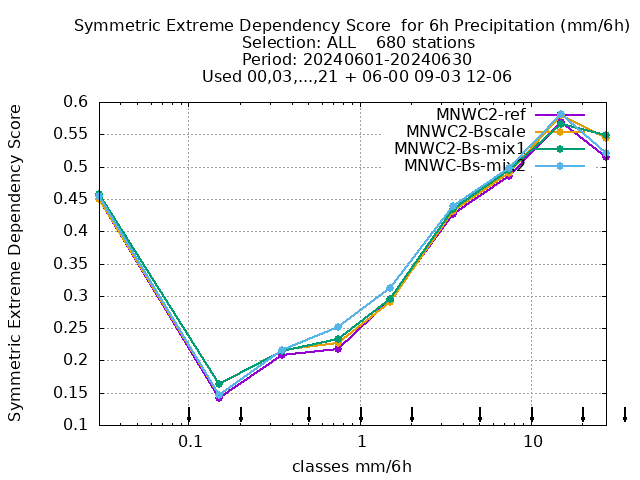 Symmetric Extreme Dependency Score  for 6h Precipitation (mm/6h)
Selection: ALL    680 stations
Period: 20240601-20240630
Used 00,03,...,21 + 06-00 09-03 12-06
Symmetric Extreme Dependency Score
0.6
0.55
0.5
0.45
0.4
0.35
0.3
0.25
0.2
0.15
0.1
MNWC2-ref
MNWC2-Bscale
MNWC2-Bs-mix1
MNWC-Bs-mix2
0.1 1 10
classes mm/6h